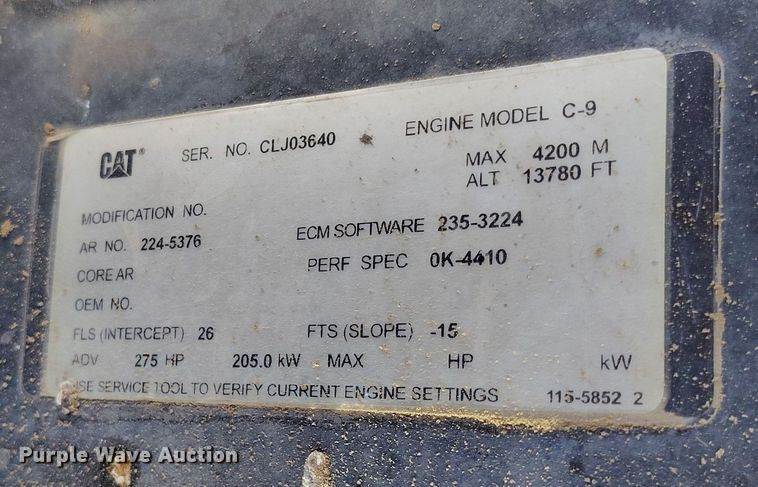 CAT® SER. NO. CLJ03640 ENGINE MODEL C-9
MAX 4200 M
ALT 13780 FT
MODIFICATION NO.
AR NO. 224-5376 ECM SOFTWARE 235-3224
CORE AR PERF SPEC 0K-4410
OEM NO.
FLS (INTERCEPT) 26 FTS (SLOPE) -15
ADV 275 HP 205.0 kW MAX HP kW
USE SERVICE TOOL TO VERIFY CURRENT ENGINE SETTINGS 115-5852 2
Purple Wave Auction®